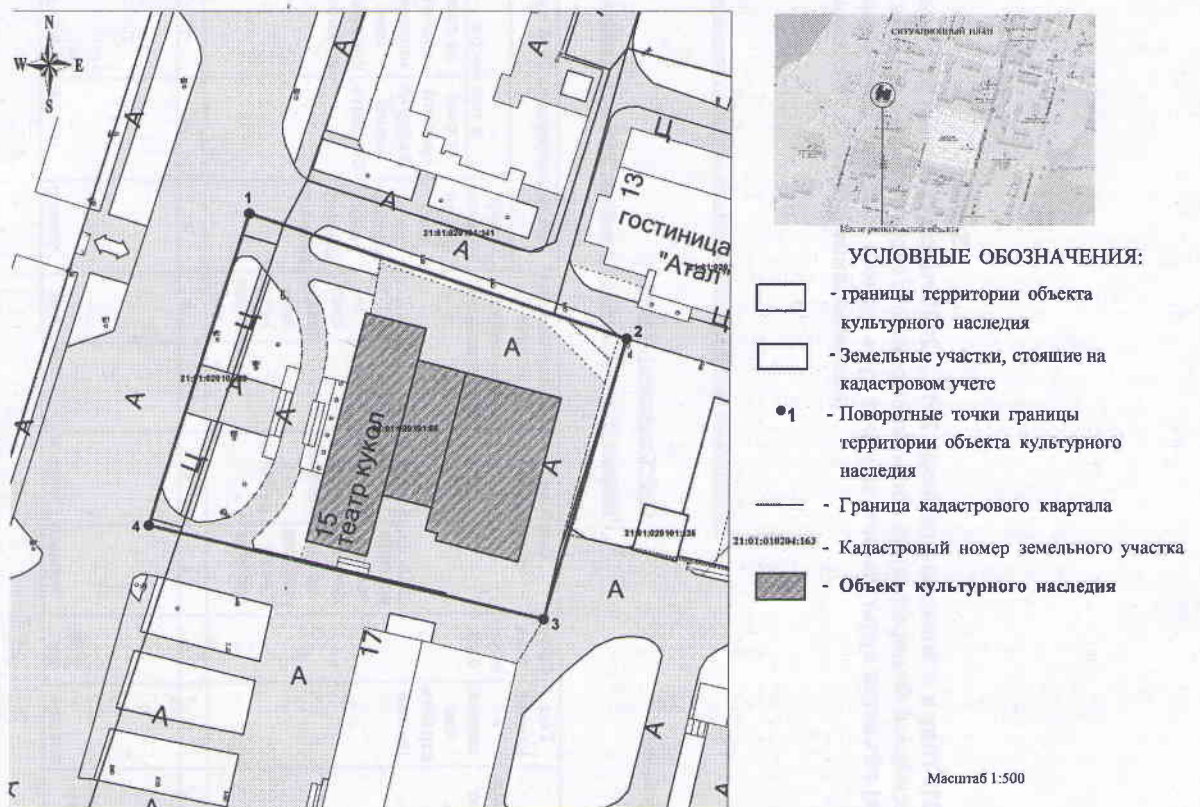 N
W E
S
СИТУАЦИОННЫЙ ПЛАН
УСЛОВНЫЕ ОБОЗНАЧЕНИЯ:
- границы территории объекта
культурного наследия
- Земельные участки, стоящие на
кадастровом учете
1 - Поворотные точки границы
территории объекта культурного
наследия
- Граница кадастрового квартала
21:01:010204:163 - Кадастровый номер земельного участка
- Объект культурного наследия
Масштаб 1:500
А
А
А
Ц
13
гостиница
"Атал"
Ц
1
А
А
2
А
Ц
А
А
А
А
Ц
15
театр кукол
А
4
3
17
А
А
А
А
А
А